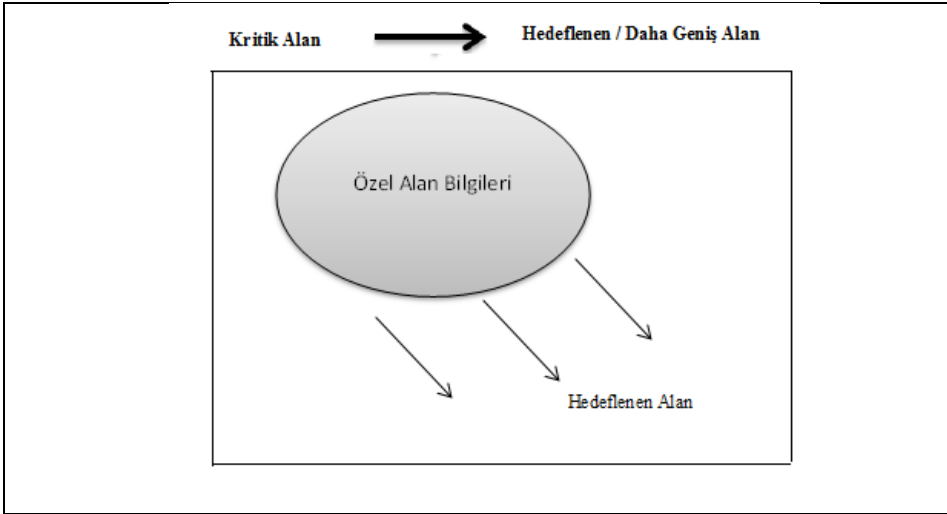 Kritik Alan
Hedeflenen / Daha Geniş Alan
Özel Alan Bilgileri
Hedeflenen Alan